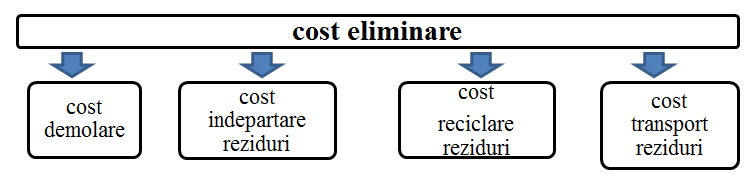 cost eliminare
cost
demolare
cost
indepartare
reziduri
cost
reciclare
reziduri
cost
transport
reziduri